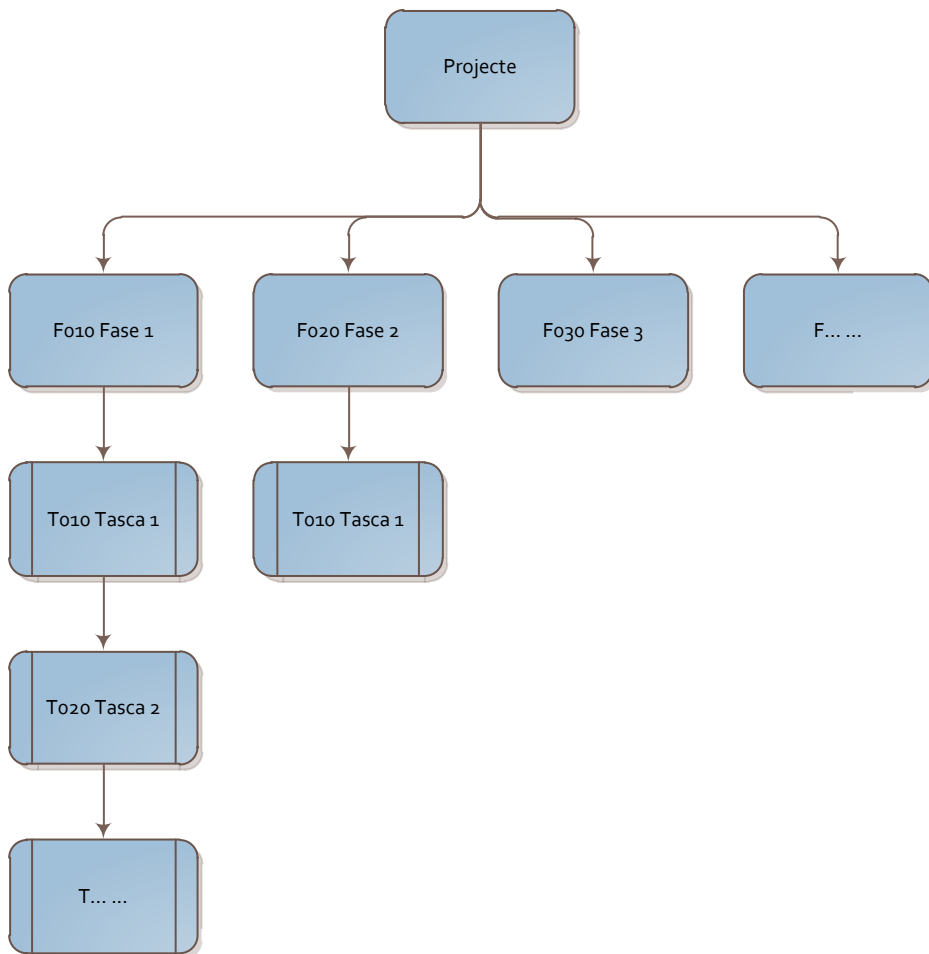 Projecte
F010 Fase 1
F020 Fase 2
F030 Fase 3
F... ...
T010 Tasca 1
T010 Tasca 1
T020 Tasca 2
T... ...